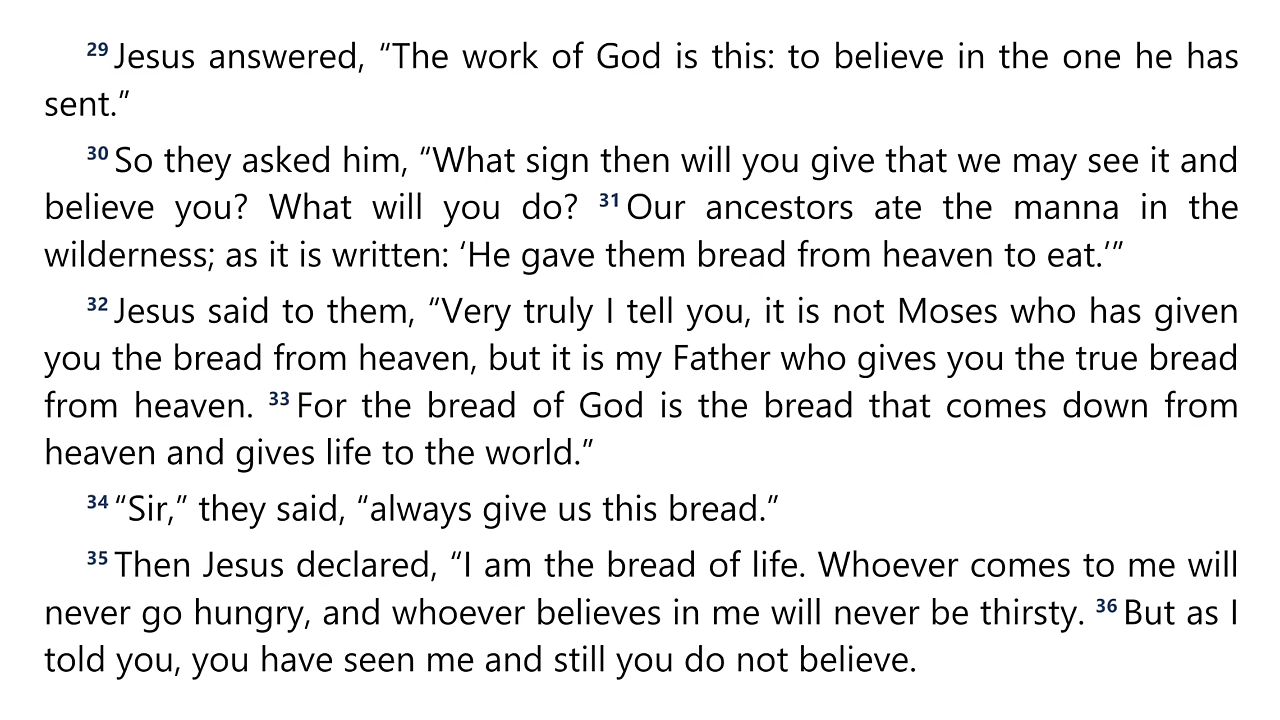 29 Jesus answered, “The work of God is this: to believe in the one he has
sent.”
30 So they asked him, “What sign then will you give that we may see it and
believe you? What will you do? 31 Our ancestors ate the manna in the
wilderness; as it is written: ‘He gave them bread from heaven to eat.’”
32 Jesus said to them, “Very truly I tell you, it is not Moses who has given
you the bread from heaven, but it is my Father who gives you the true bread
from heaven. 33 For the bread of God is the bread that comes down from
heaven and gives life to the world.”
34 “Sir,” they said, “always give us this bread.”
35 Then Jesus declared, “I am the bread of life. Whoever comes to me will
never go hungry, and whoever believes in me will never be thirsty. 36 But as I
told you, you have seen me and still you do not believe.